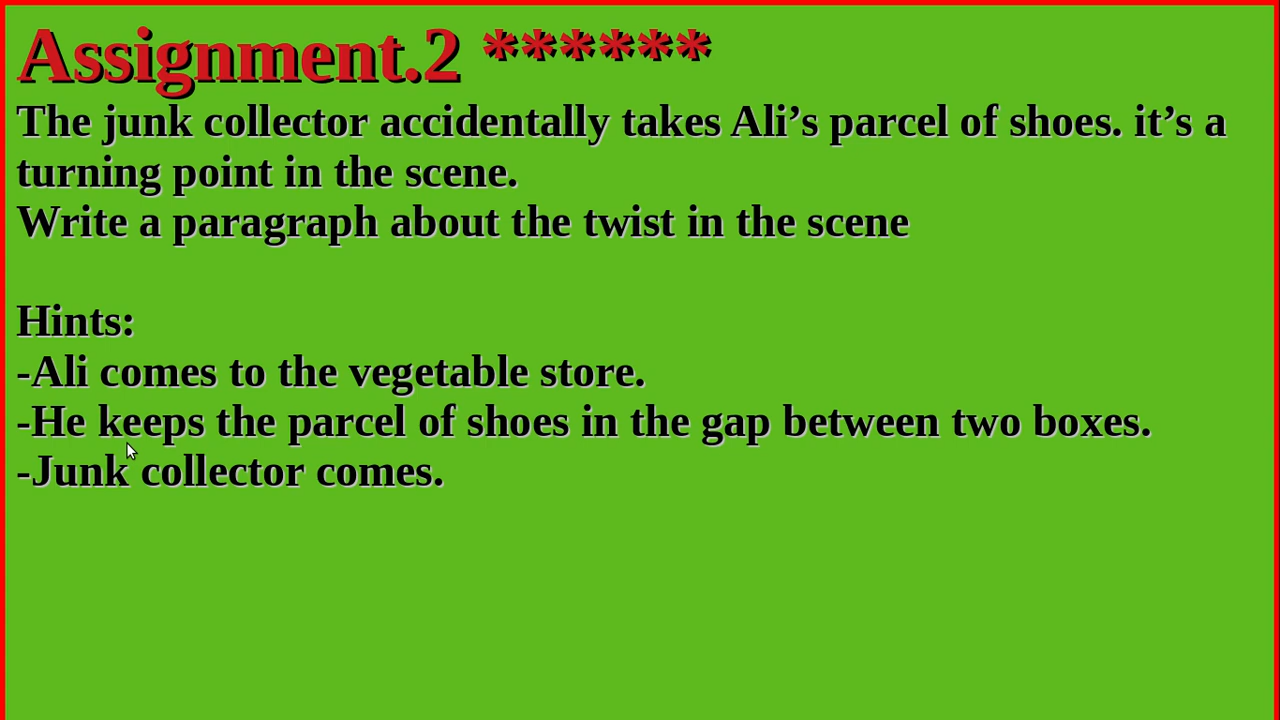 Assignment.2 ******
The junk collector accidentally takes Ali’s parcel of shoes. it’s a
turning point in the scene.
Write a paragraph about the twist in the scene
Hints:
-Ali comes to the vegetable store.
-He keeps the parcel of shoes in the gap between two boxes.
-Junk collector comes.